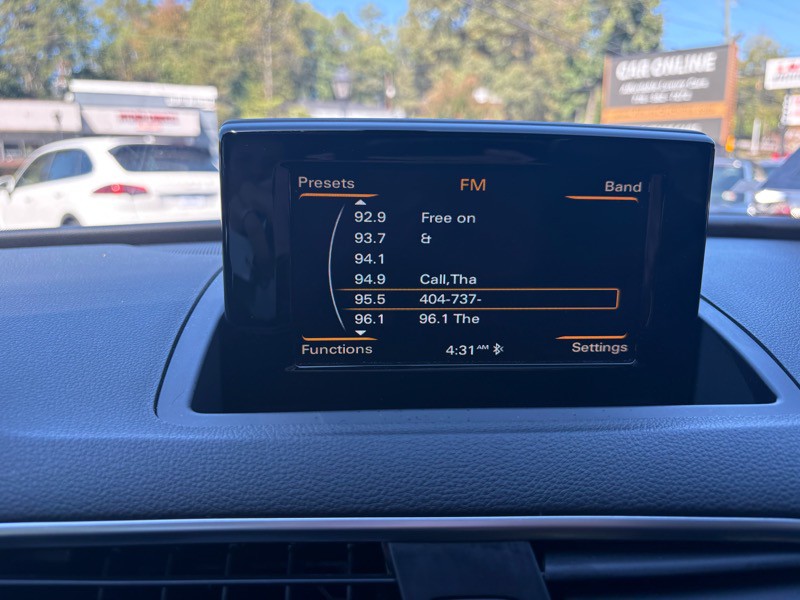 CAR ONLINE
Presets FM Band
92.9 Free on
93.7 &
94.1
94.9 Call,Tha
95.5 404-737-
96.1 96.1 The
Functions 4:31 AM Settings